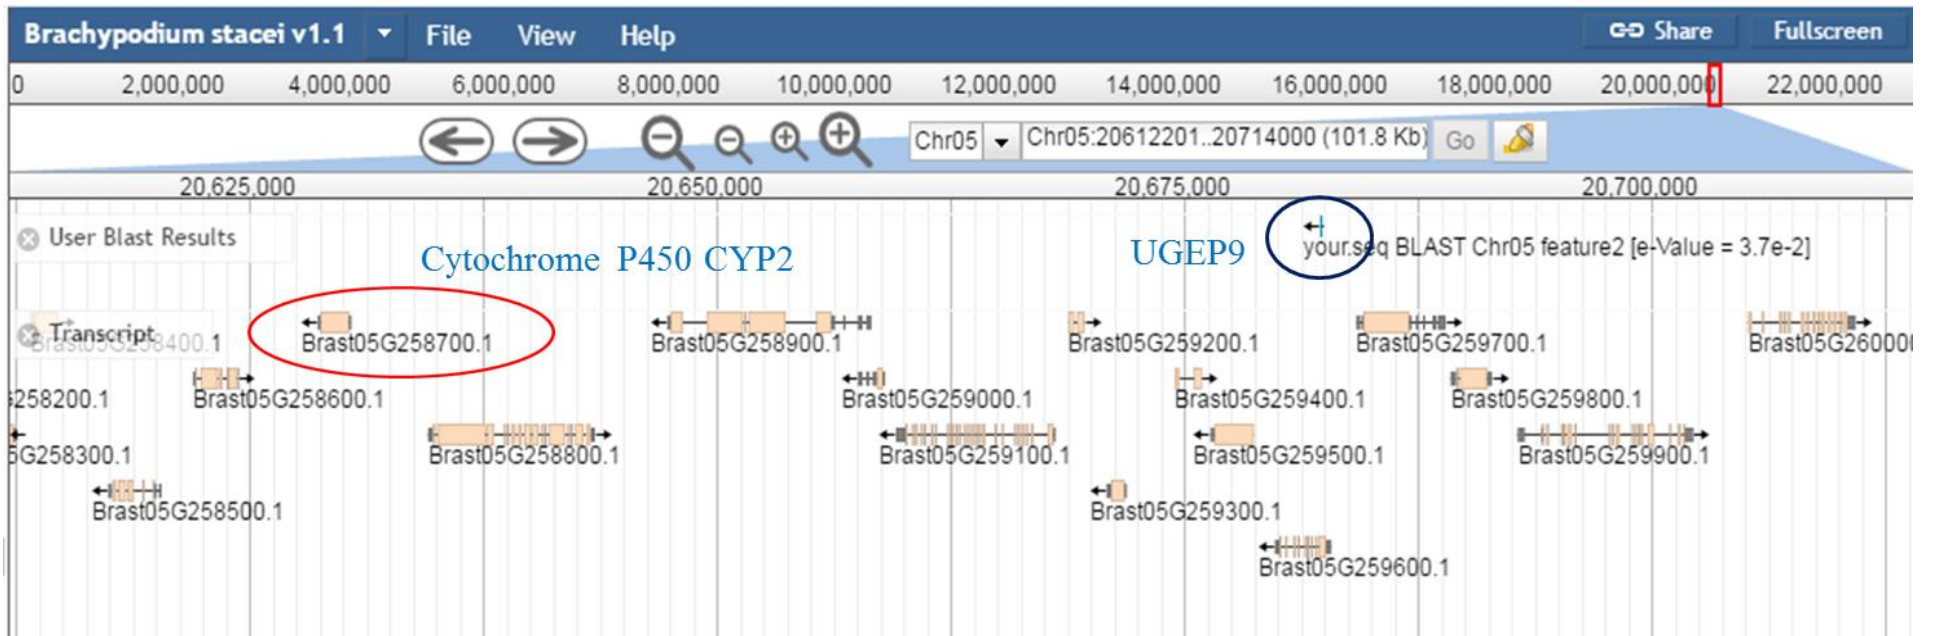 Brachypodium stacei v1.1 File View Help Share Fullscreen
0 2,000,000 4,000,000 6,000,000 8,000,000 10,000,000 12,000,000 14,000,000 16,000,000 18,000,000 20,000,000 22,000,000
Chr05 Chr05:20612201..20714000 (101.8 Kb) Go
20,625,000 20,650,000 20,675,000 20,700,000
User Blast Results
Cytochrome P450 CYP2 UGEP9 your.seq BLAST Chr05 feature2 [e-Value = 3.7e-2]
Transcript
Brast05G258400.1 Brast05G258700.1 Brast05G258900.1 Brast05G259200.1 Brast05G259700.1 Brast05G260000
258200.1 Brast05G258600.1 Brast05G259000.1 Brast05G259400.1 Brast05G259800.1
5G258300.1 Brast05G258800.1 Brast05G259100.1 Brast05G259500.1 Brast05G259900.1
Brast05G258500.1 Brast05G259300.1
Brast05G259600.1